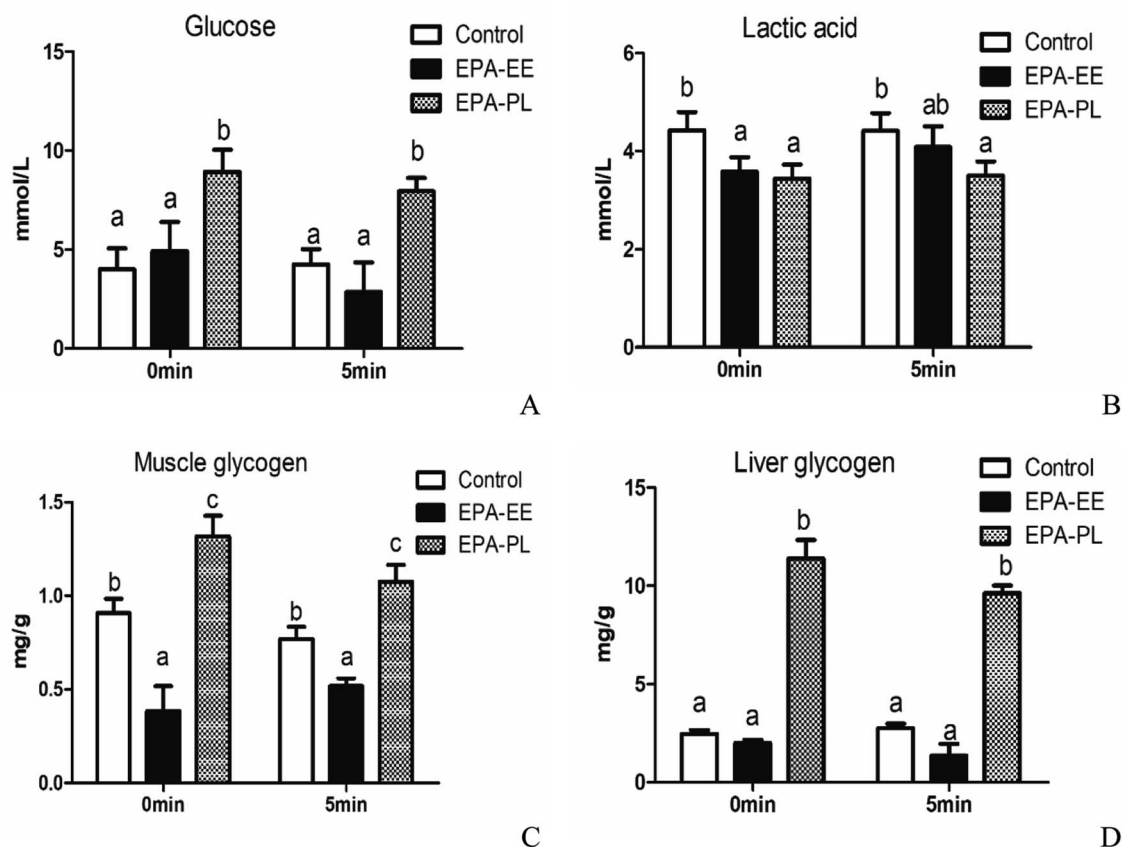 Glucose
Control
EPA-EE
EPA-PL
mmol/L
15
10
5
0
a
a
b
a
a
b
0min
5min
A
Lactic acid
Control
EPA-EE
EPA-PL
mmol/L
6
4
2
0
b
a
a
b
ab
a
0min
5min
B
Muscle glycogen
Control
EPA-EE
EPA-PL
mg/g
1.5
1.0
0.5
0.0
b
a
c
b
a
c
0min
5min
C
Liver glycogen
Control
EPA-EE
EPA-PL
mg/g
15
10
5
0
a
a
b
a
a
b
0min
5min
D